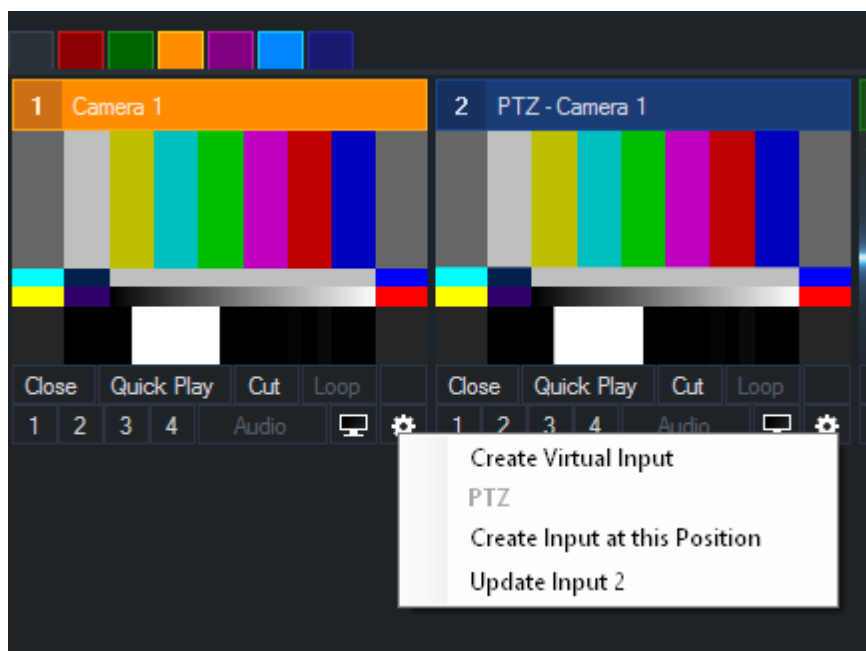 1 Camera 1
2 PTZ - Camera 1
Close Quick Play Cut Loop
Close Quick Play Cut Loop
1 2 3 4 Audio
1 2 3 4 Audio
Create Virtual Input
PTZ
Create Input at this Position
Update Input 2